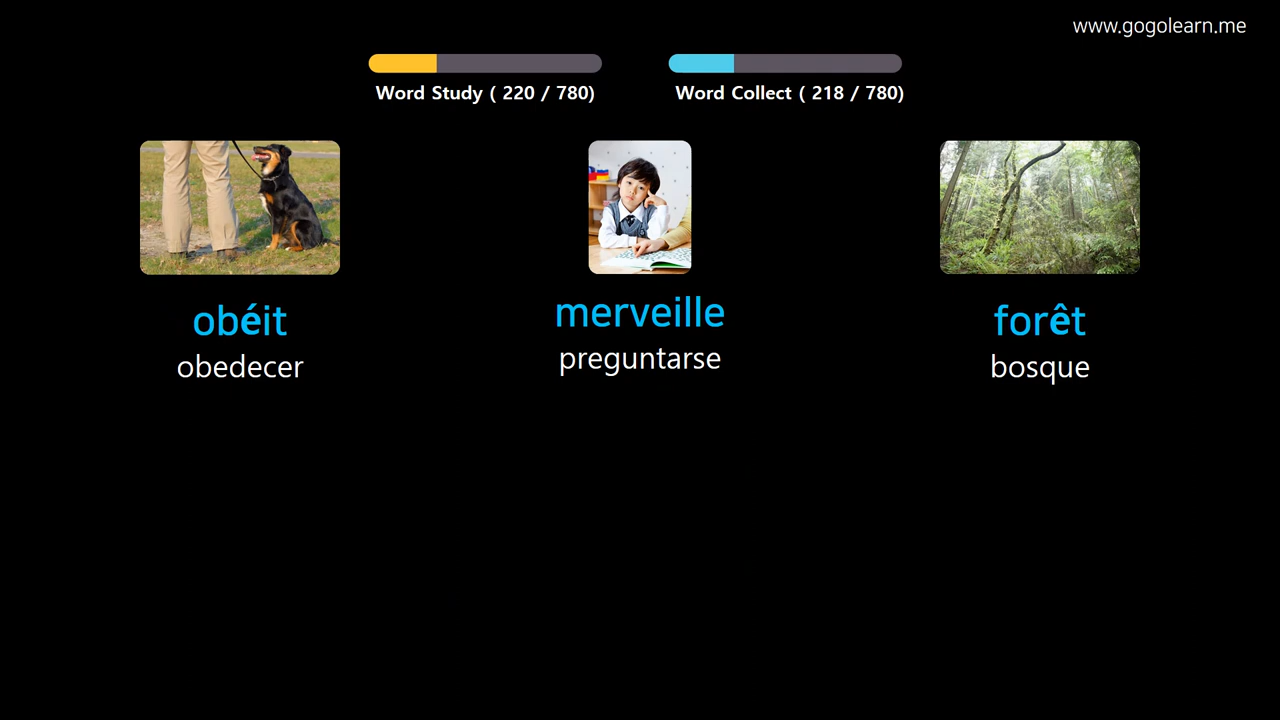 www.gogolearn.me
Word Study ( 220 / 780)
Word Collect ( 218 / 780)
obéit
merveille
forêt
obedecer
preguntarse
bosque